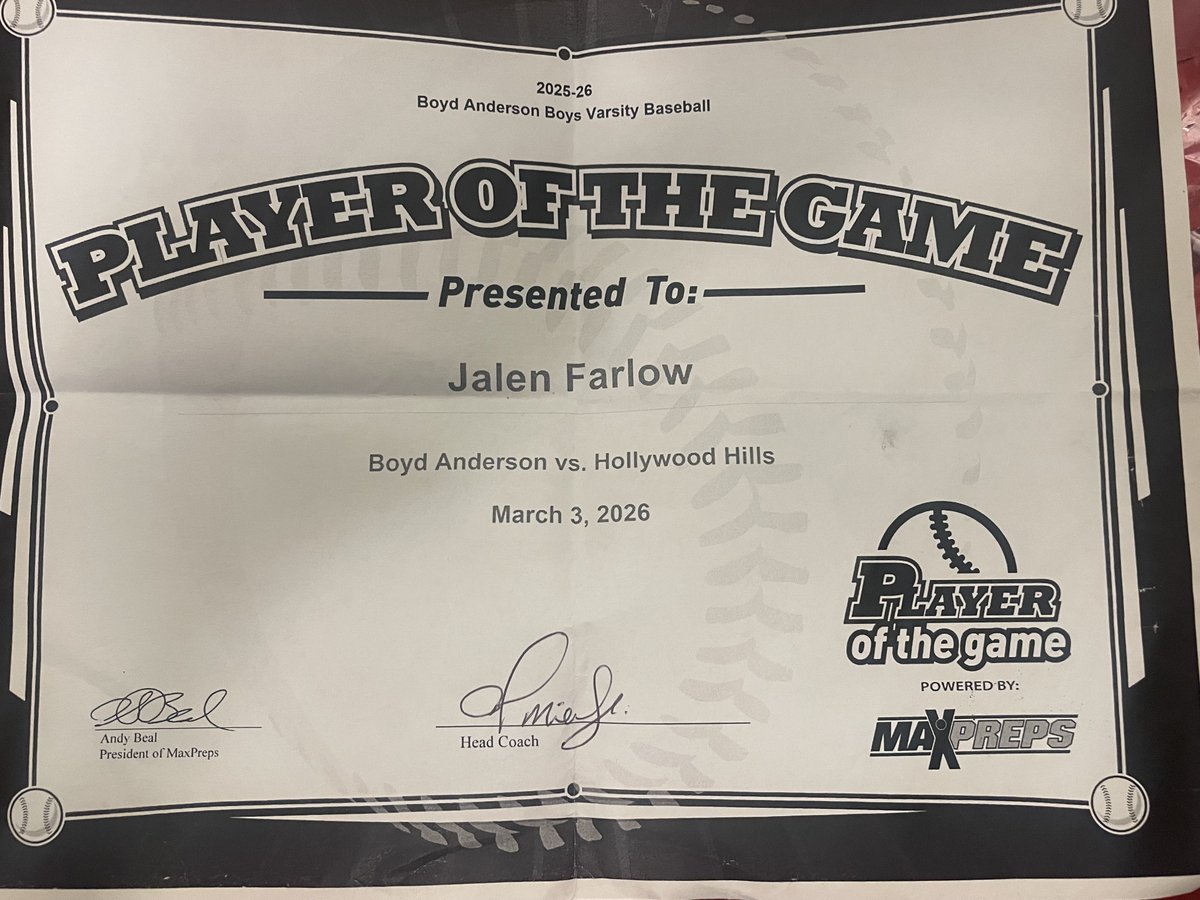 2025-26
Boyd Anderson Boys Varsity Baseball
PLAYER OF THE GAME
Presented To:
Jalen Farlow
Boyd Anderson vs. Hollywood Hills
March 3, 2026
PLAYER
of the game
POWERED BY:
MAXPREPS
Andy Beal
President of MaxPreps
Head Coach